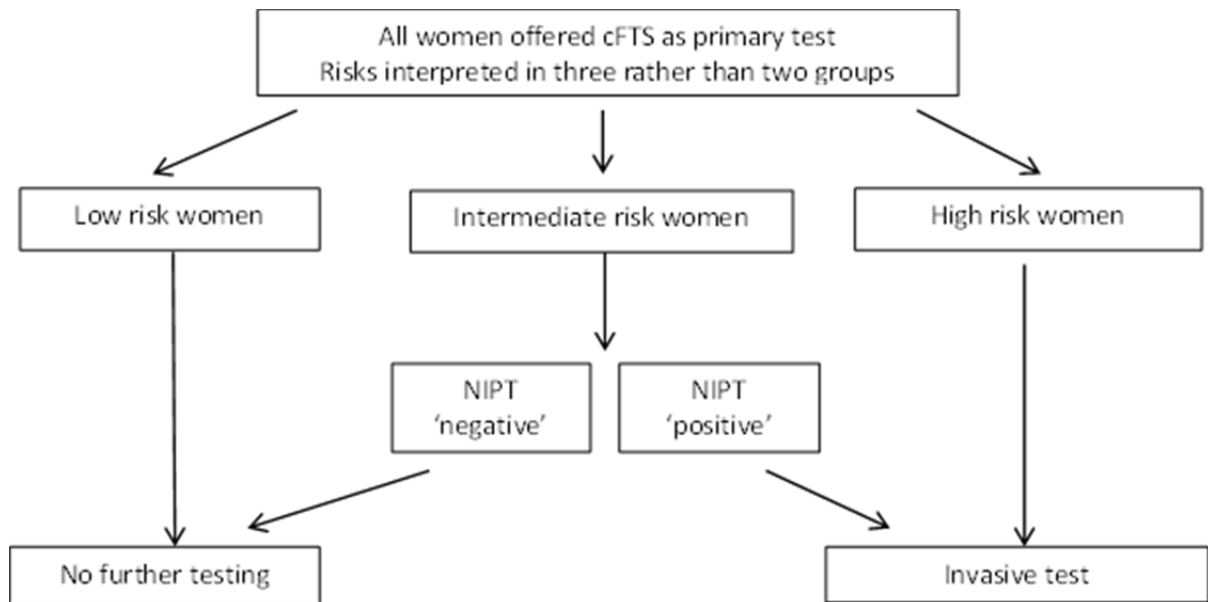 All women offered cFTS as primary test
Risks interpreted in three rather than two groups
Low risk women
Intermediate risk women
High risk women
NIPT
‘negative’
NIPT
‘positive’
No further testing
Invasive test